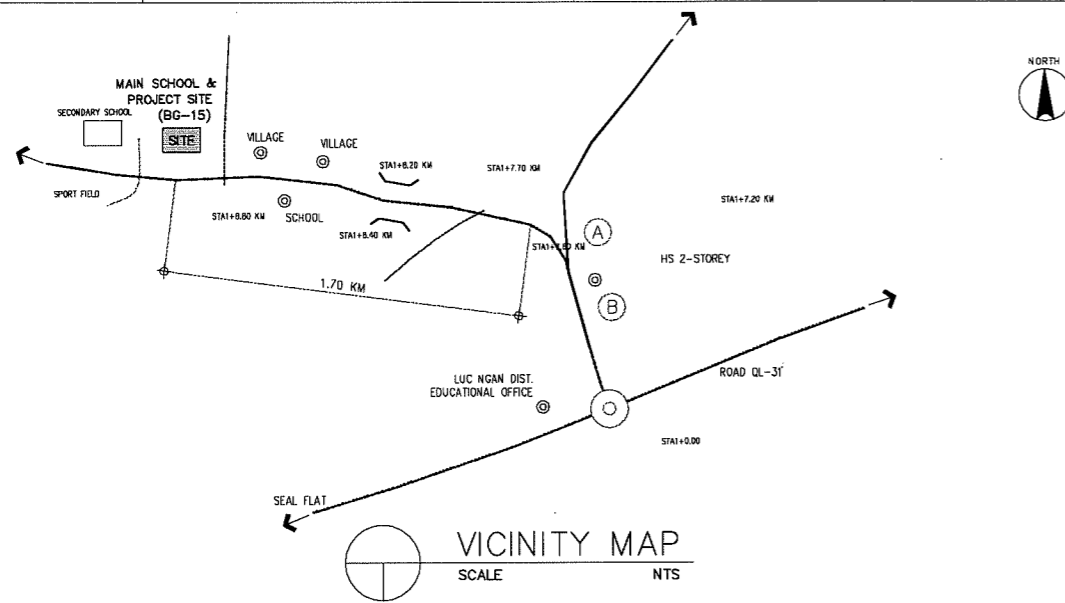 NORTH
MAIN SCHOOL &
PROJECT SITE
(BG-15)
SECONDARY SCHOOL
SITE
VILLAGE
VILLAGE
STA1+8.20 KM
STA1+7.70 KM
SPORT FIELD
STA1+8.80 KM
SCHOOL
STA1+8.40 KM
STA1+7.20 KM
A
HS 2-STOREY
1.70 KM
B
ROAD QL-31
LUC NGAN DIST.
EDUCATIONAL OFFICE
STA1+0.00
SEAL FLAT
VICINITY MAP
SCALE NTS